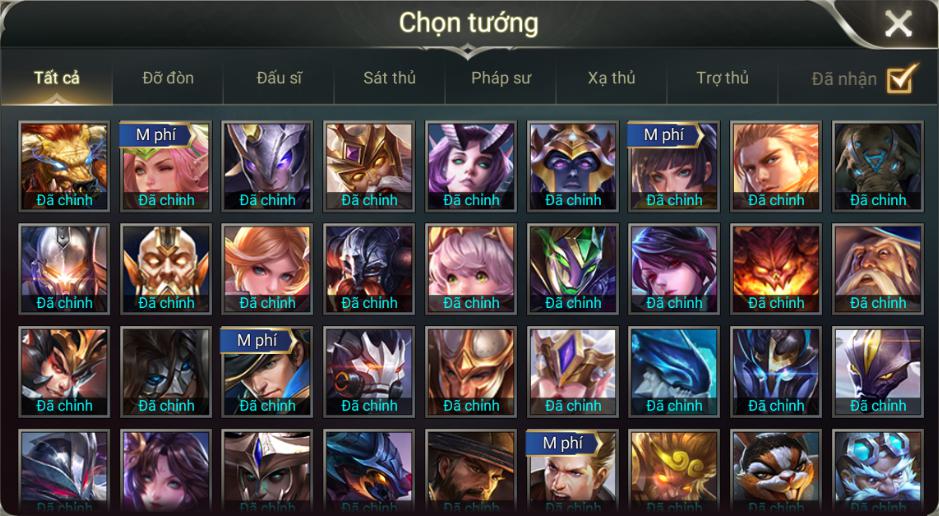 Chọn tướng
Tất cả Đỡ đòn Đấu sĩ Sát thủ Pháp sư Xạ thủ Trợ thủ Đã nhận
M phí M phí
Đã chỉnh Đã chỉnh Đã chỉnh Đã chỉnh Đã chỉnh Đã chỉnh Đã chỉnh Đã chỉnh Đã chỉnh
Đã chỉnh Đã chỉnh Đã chỉnh Đã chỉnh Đã chỉnh Đã chỉnh Đã chỉnh Đã chỉnh Đã chỉnh
M phí
Đã chỉnh Đã chỉnh Đã chỉnh Đã chỉnh Đã chỉnh Đã chỉnh Đã chỉnh Đã chỉnh Đã chỉnh
M phí